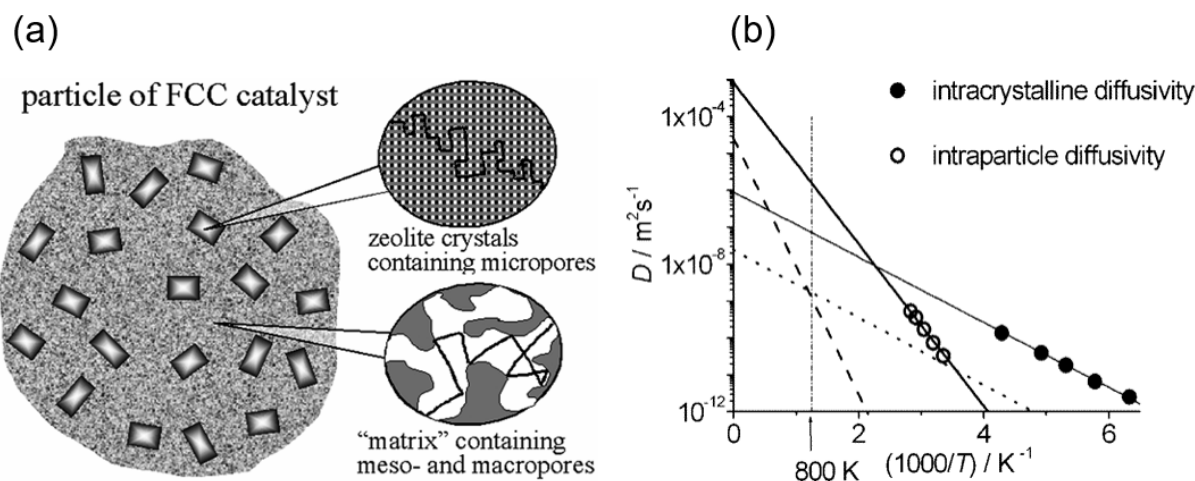 (a)
particle of FCC catalyst
zeolite crystals
containing micropores
“matrix” containing
meso- and macropores
(b)
intracrystalline diffusivity
intraparticle diffusivity
D / m²s⁻¹
1x10⁻⁴
1x10⁻⁸
10⁻¹²
0 2 4 6
800 K (1000/T) / K⁻¹